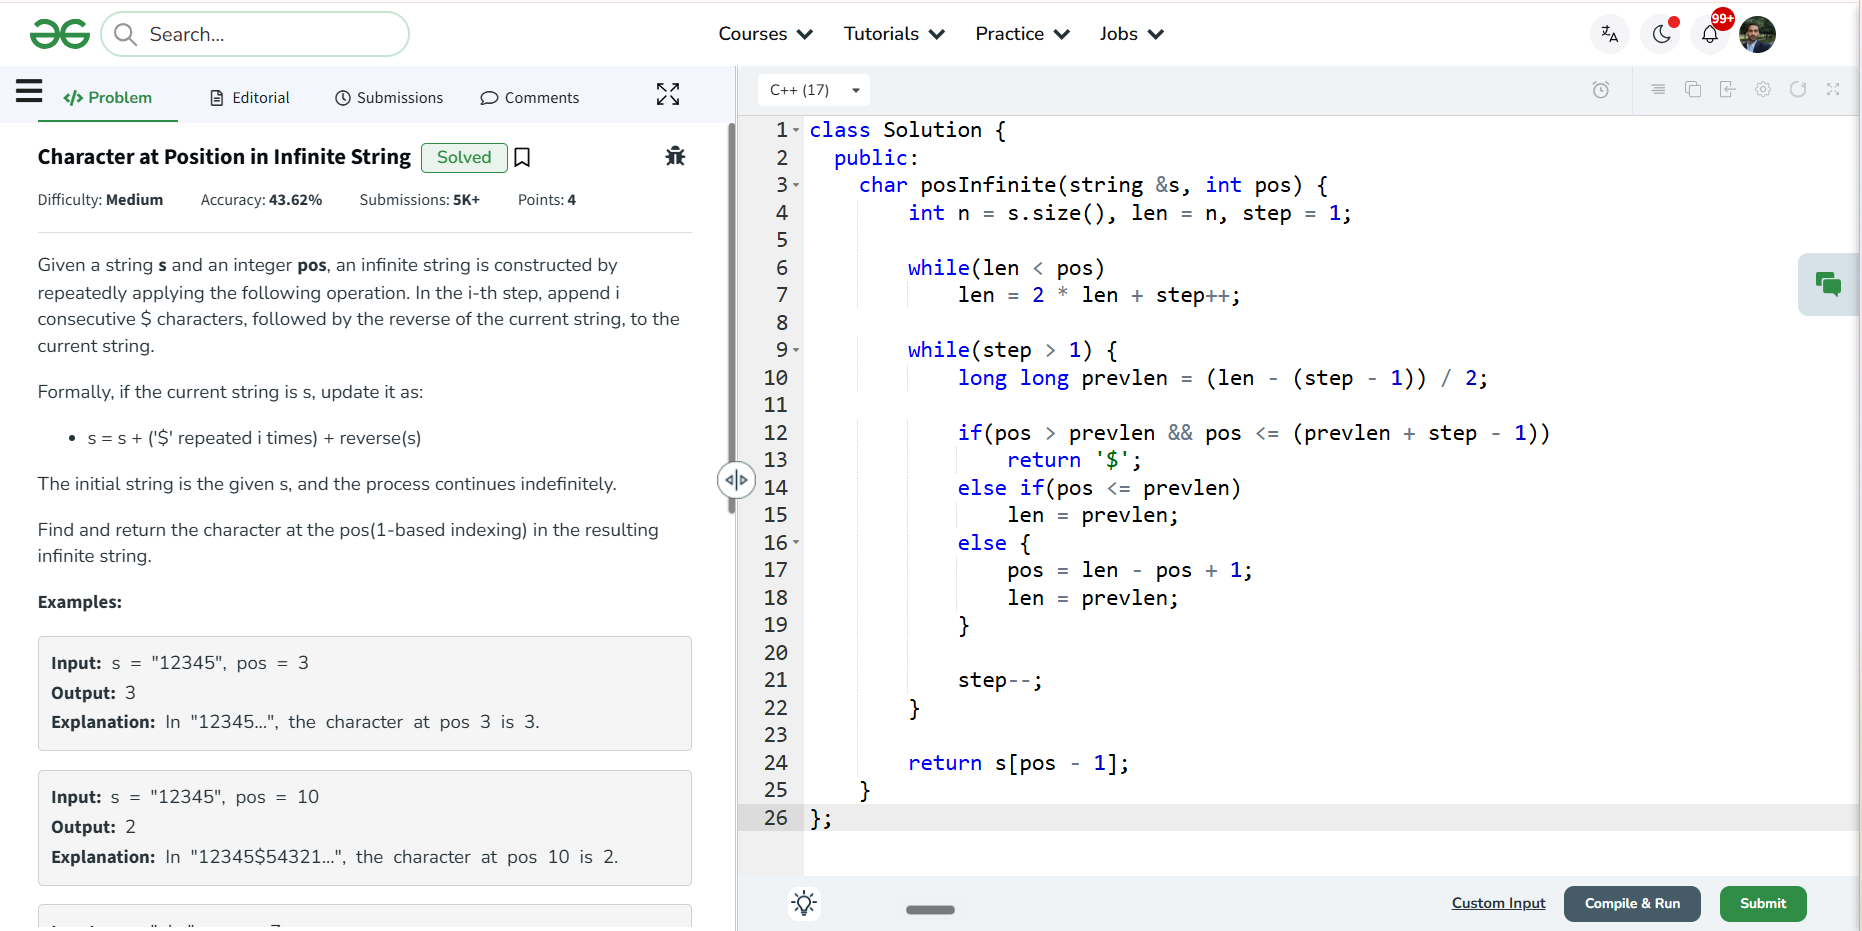 Search...
Courses
Tutorials
Practice
Jobs
99+
Problem
Editorial
Submissions
Comments
Character at Position in Infinite String
Solved
Difficulty: Medium
Accuracy: 43.62%
Submissions: 5K+
Points: 4
Given a string s and an integer pos, an infinite string is constructed by
repeatedly applying the following operation. In the i-th step, append i
consecutive $ characters, followed by the reverse of the current string, to the
current string.
Formally, if the current string is s, update it as:
• s = s + ('$' repeated i times) + reverse(s)
The initial string is the given s, and the process continues indefinitely.
Find and return the character at the pos(1-based indexing) in the resulting
infinite string.
Examples:
Input: s = "12345", pos = 3
Output: 3
Explanation: In "12345...", the character at pos 3 is 3.
Input: s = "12345", pos = 10
Output: 2
Explanation: In "12345$54321...", the character at pos 10 is 2.
C++ (17)
1 class Solution {
2 public:
3 char posInfinite(string &s, int pos) {
4 int n = s.size(), len = n, step = 1;
5
6 while(len < pos)
7 len = 2 * len + step++;
8
9 while(step > 1) {
10 long long prevlen = (len - (step - 1)) / 2;
11
12 if(pos > prevlen && pos <= (prevlen + step - 1))
13 return '$';
14 else if(pos <= prevlen)
15 len = prevlen;
16 else {
17 pos = len - pos + 1;
18 len = prevlen;
19 }
20
21 step--;
22 }
23
24 return s[pos - 1];
25 }
26 };
Custom Input
Compile & Run
Submit